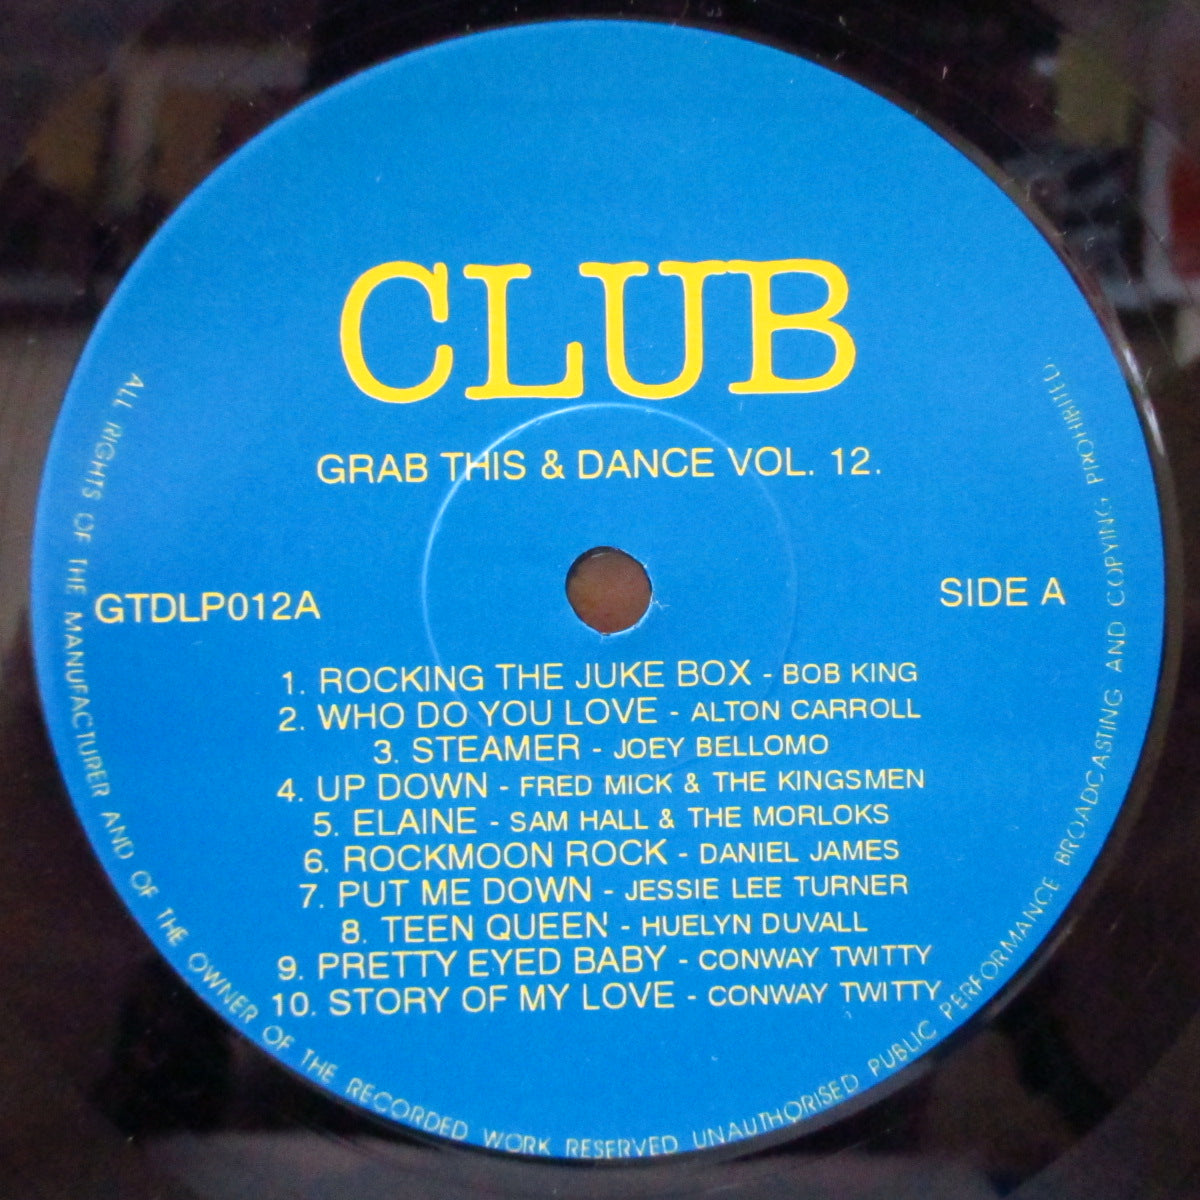 CLUB
GRAB THIS & DANCE VOL. 12.
GTDLP012A
SIDE A
1. ROCKING THE JUKE BOX - BOB KING
2. WHO DO YOU LOVE - ALTON CARROLL
3. STEAMER - JOEY BELLOMO
4. UP DOWN - FRED MICK & THE KINGSMEN
5. ELAINE - SAM HALL & THE MORLOKS
6. ROCKMOON ROCK - DANIEL JAMES
7. PUT ME DOWN - JESSIE LEE TURNER
8. TEEN QUEEN' - HUELYN DUVALL
9. PRETTY EYED BABY - CONWAY TWITTY
10. STORY OF MY LOVE - CONWAY TWITTY
ALL RIGHTS OF THE MANUFACTURER AND OF THE OWNER OF THE RECORDED WORK RESERVED UNAUTHORISED PUBLIC PERFORMANCE BROADCASTING AND COPYING PROHIBITED.